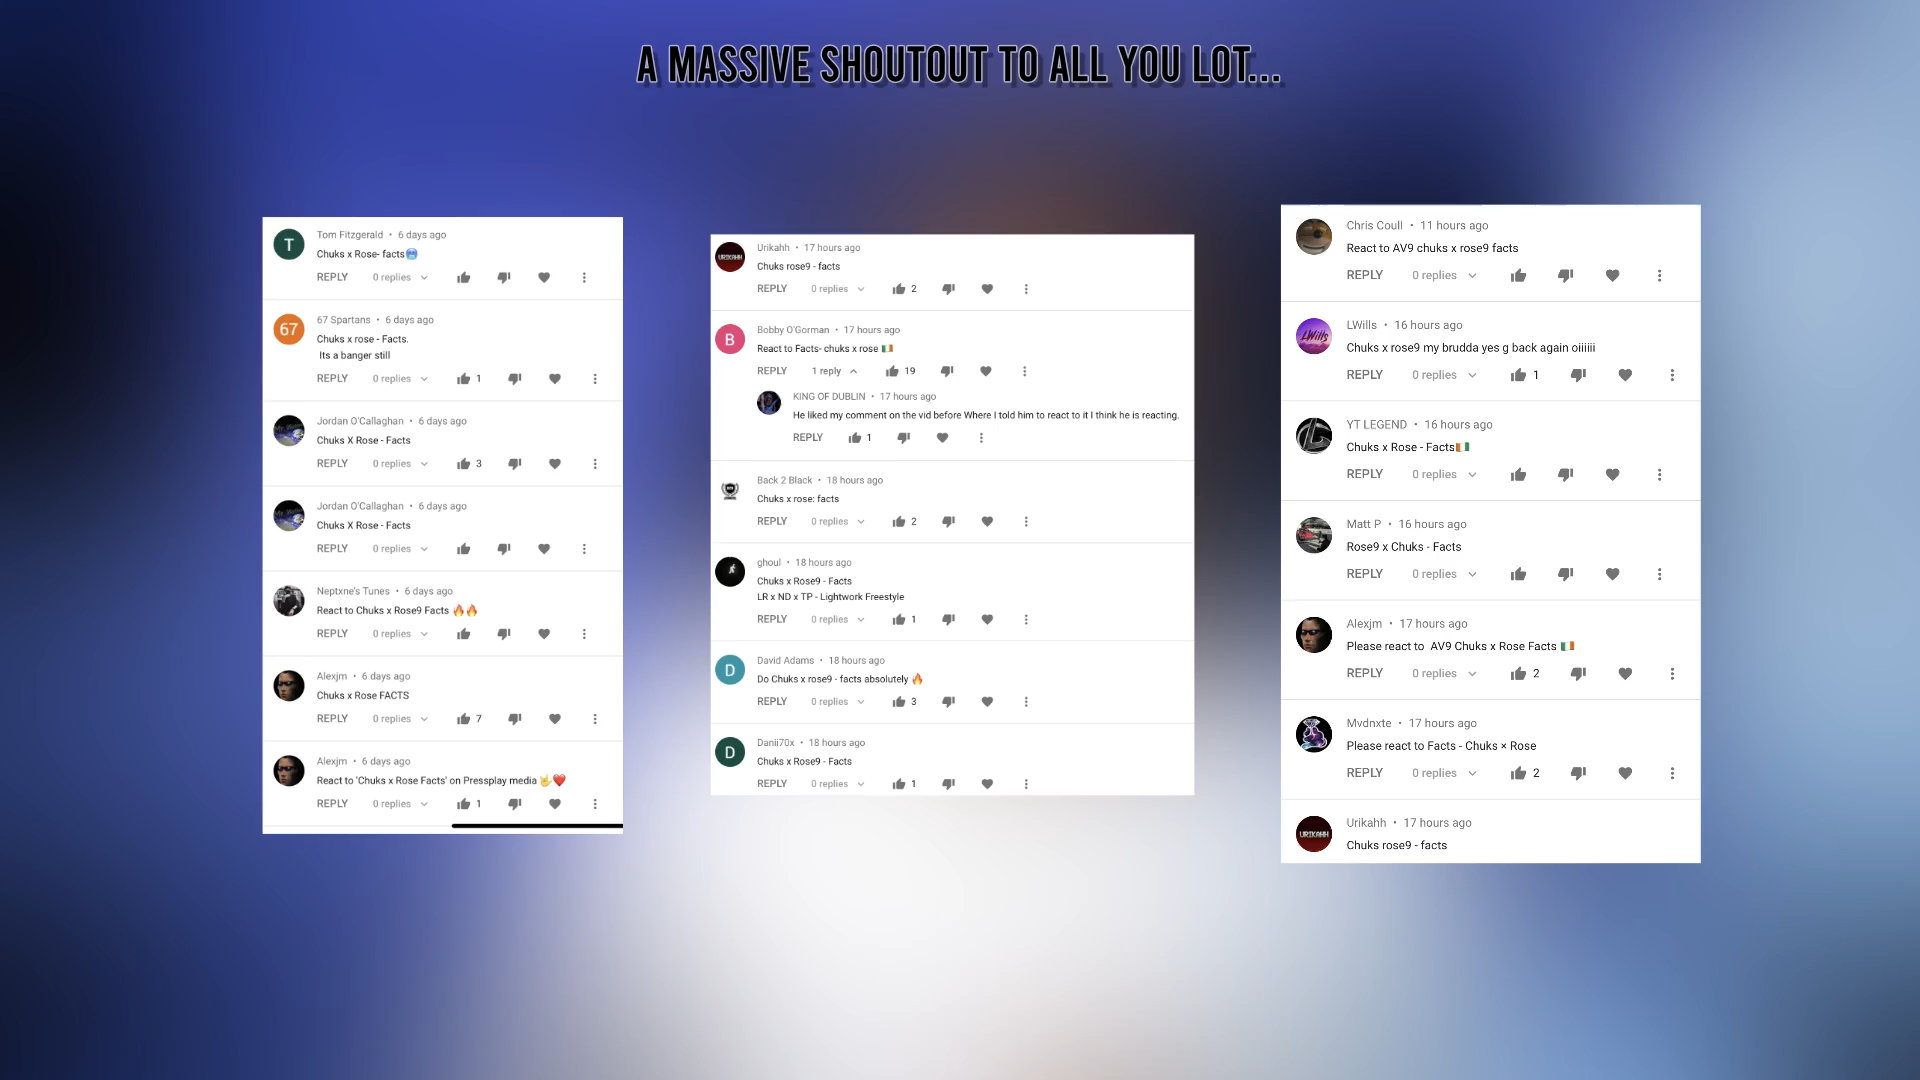 A MASSIVE SHOUTOUT TO ALL YOU LOT...
T
Tom Fitzgerald • 6 days ago
Chuks x Rose- facts🥶
REPLY 0 replies
67
67 Spartans • 6 days ago
Chuks x rose - Facts.
Its a banger still
REPLY 0 replies 1
Jordan O'Callaghan • 6 days ago
Chuks X Rose - Facts
REPLY 0 replies 3
Jordan O'Callaghan • 6 days ago
Chuks X Rose - Facts
REPLY 0 replies
Neptxne's Tunes • 6 days ago
React to Chuks x Rose9 Facts 🔥🔥
REPLY 0 replies
Alexjm • 6 days ago
Chuks x Rose FACTS
REPLY 0 replies 7
Alexjm • 6 days ago
React to 'Chuks x Rose Facts' on Pressplay media 🤟❤️
REPLY 0 replies 1
URIKAHH
Urikahh • 17 hours ago
Chuks rose9 - facts
REPLY 0 replies 2
B
Bobby O'Gorman • 17 hours ago
React to Facts- chuks x rose 🇮🇪
REPLY 1 reply 19
KING OF DUBLIN • 17 hours ago
He liked my comment on the vid before Where I told him to react to it I think he is reacting.
REPLY 1
Back 2 Black • 18 hours ago
Chuks x rose: facts
REPLY 0 replies 2
ghoul • 18 hours ago
Chuks x Rose9 - Facts
LR x ND x TP - Lightwork Freestyle
REPLY 0 replies 1
D
David Adams • 18 hours ago
Do Chuks x rose9 - facts absolutely 🔥
REPLY 0 replies 3
D
Danii70x • 18 hours ago
Chuks x Rose9 - Facts
REPLY 0 replies 1
Chris Coull • 11 hours ago
React to AV9 chuks x rose9 facts
REPLY 0 replies
LWills
LWills • 16 hours ago
Chuks x rose9 my brudda yes g back again oiiiiii
REPLY 0 replies 1
YT LEGEND • 16 hours ago
Chuks x Rose - Facts🇮🇪
REPLY 0 replies
Matt P • 16 hours ago
Rose9 x Chuks - Facts
REPLY 0 replies
Alexjm • 17 hours ago
Please react to  AV9 Chuks x Rose Facts 🇮🇪
REPLY 0 replies 2
Mvdnxte • 17 hours ago
Please react to Facts - Chuks × Rose
REPLY 0 replies 2
URIKAHH
Urikahh • 17 hours ago
Chuks rose9 - facts